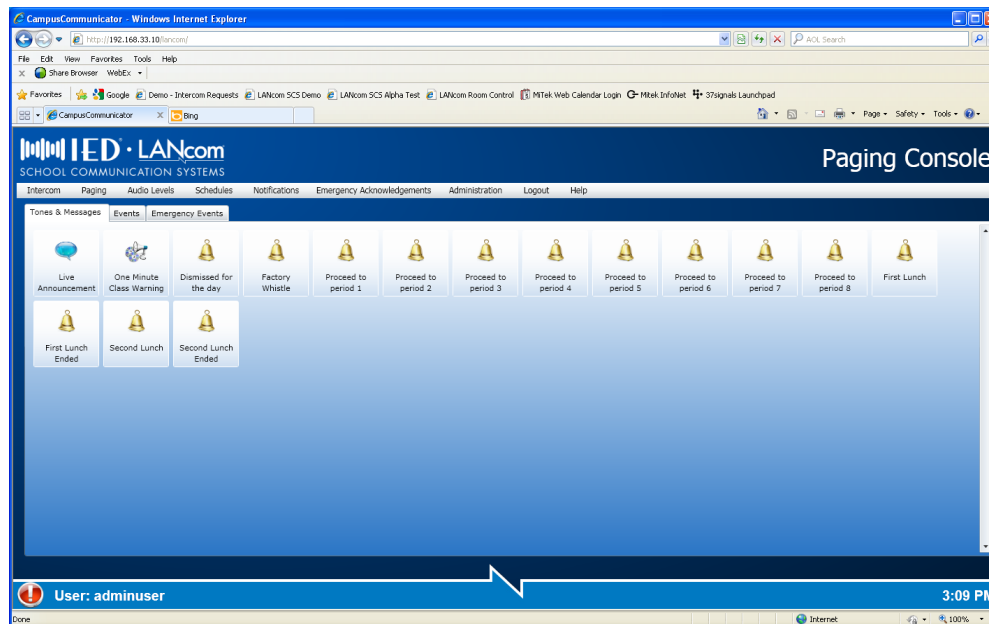 CampusCommunicator - Windows Internet Explorer
http://192.168.33.10/lancom/
AOL Search
File Edit View Favorites Tools Help
x Share Browser WebEx
Favorites Google Demo - Intercom Requests LANcom SCS Demo LANcom SCS Alpha Test LANcom Room Control MiTek Web Calendar Login Mitek InfoNet 37signals Launchpad
CampusCommunicator X Bing Page Safety Tools
IED · LANcom
SCHOOL COMMUNICATION SYSTEMS
Paging Console
Intercom Paging Audio Levels Schedules Notifications Emergency Acknowledgements Administration Logout Help
Tones & Messages Events Emergency Events
Live Announcement
One Minute Class Warning
Dismissed for the day
Factory Whistle
Proceed to period 1
Proceed to period 2
Proceed to period 3
Proceed to period 4
Proceed to period 5
Proceed to period 6
Proceed to period 7
Proceed to period 8
First Lunch
First Lunch Ended
Second Lunch
Second Lunch Ended
User: adminuser
3:09 PM
Done Internet 100%